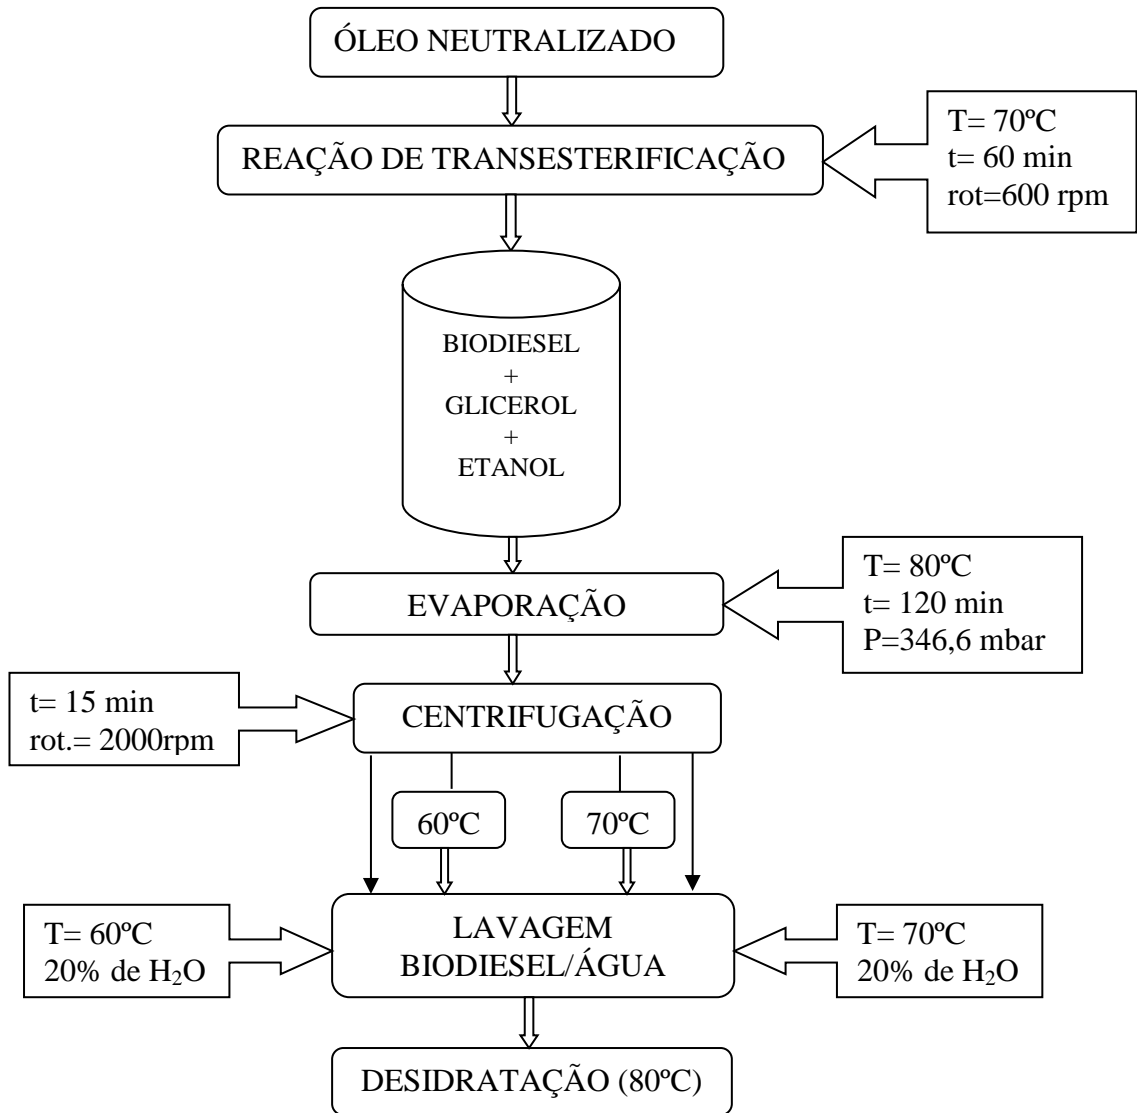 ÓLEO NEUTRALIZADO
REAÇÃO DE TRANSESTERIFICAÇÃO
T= 70ºC
t= 60 min
rot=600 rpm
BIODIESEL
+
GLICEROL
+
ETANOL
EVAPORAÇÃO
T= 80ºC
t= 120 min
P=346,6 mbar
t= 15 min
rot.= 2000rpm
CENTRIFUGAÇÃO
60ºC
70ºC
T= 60ºC
20% de H₂O
LAVAGEM
BIODIESEL/ÁGUA
T= 70ºC
20% de H₂O
DESIDRATAÇÃO (80ºC)